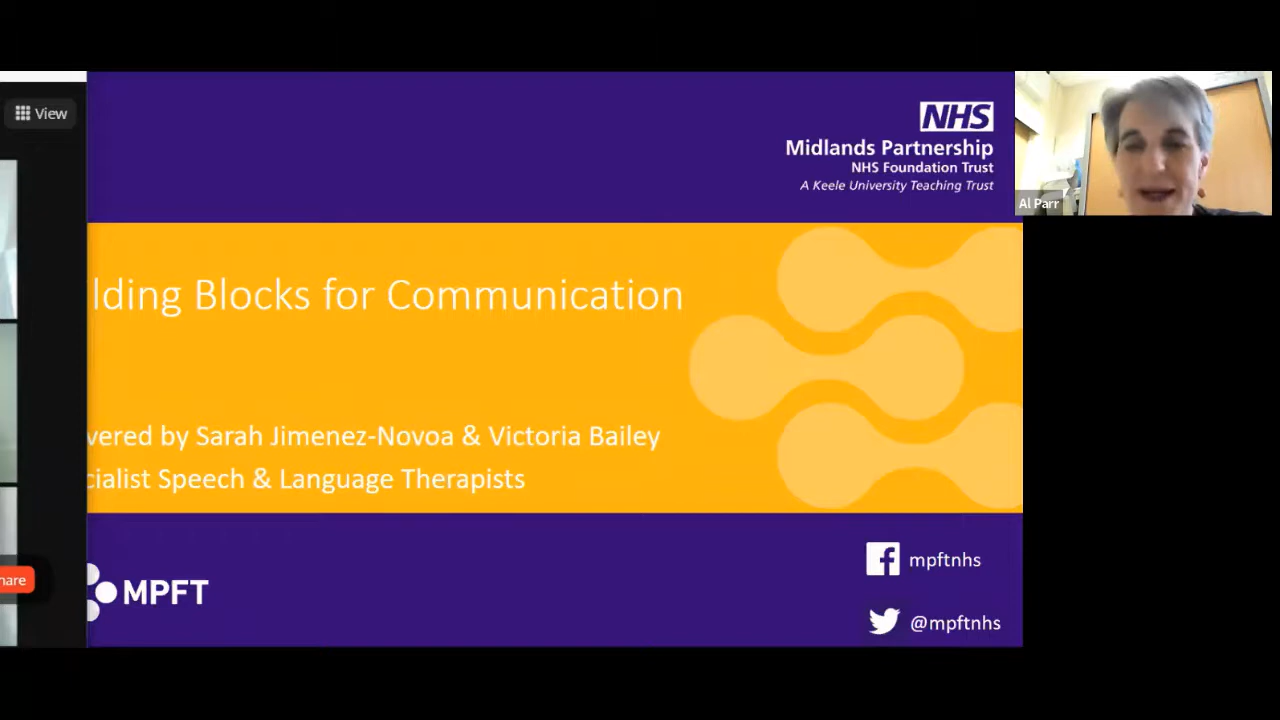 View
NHS
Midlands Partnership
NHS Foundation Trust
A Keele University Teaching Trust
Al Parr
lding Blocks for Communication
vered by Sarah Jimenez-Novoa & Victoria Bailey
cialist Speech & Language Therapists
hare
MPFT
mpftnhs
@mpftnhs